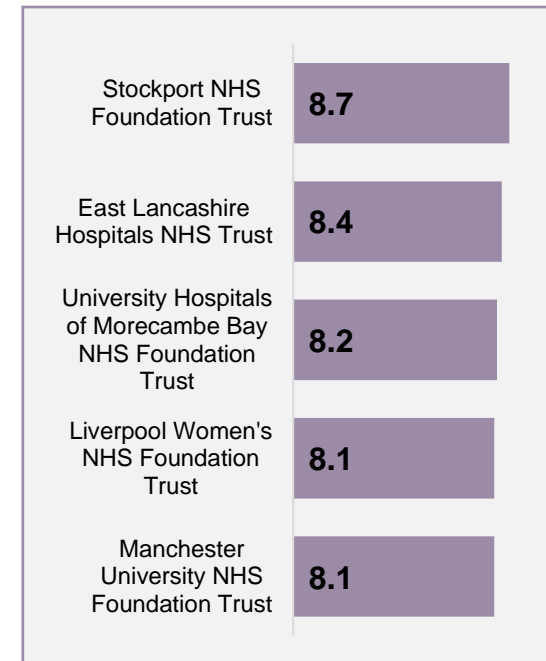 Stockport NHS
Foundation Trust
8.7
East Lancashire
Hospitals NHS Trust
8.4
University Hospitals
of Morecambe Bay
NHS Foundation
Trust
8.2
Liverpool Women's
NHS Foundation
Trust
8.1
Manchester
University NHS
Foundation Trust
8.1